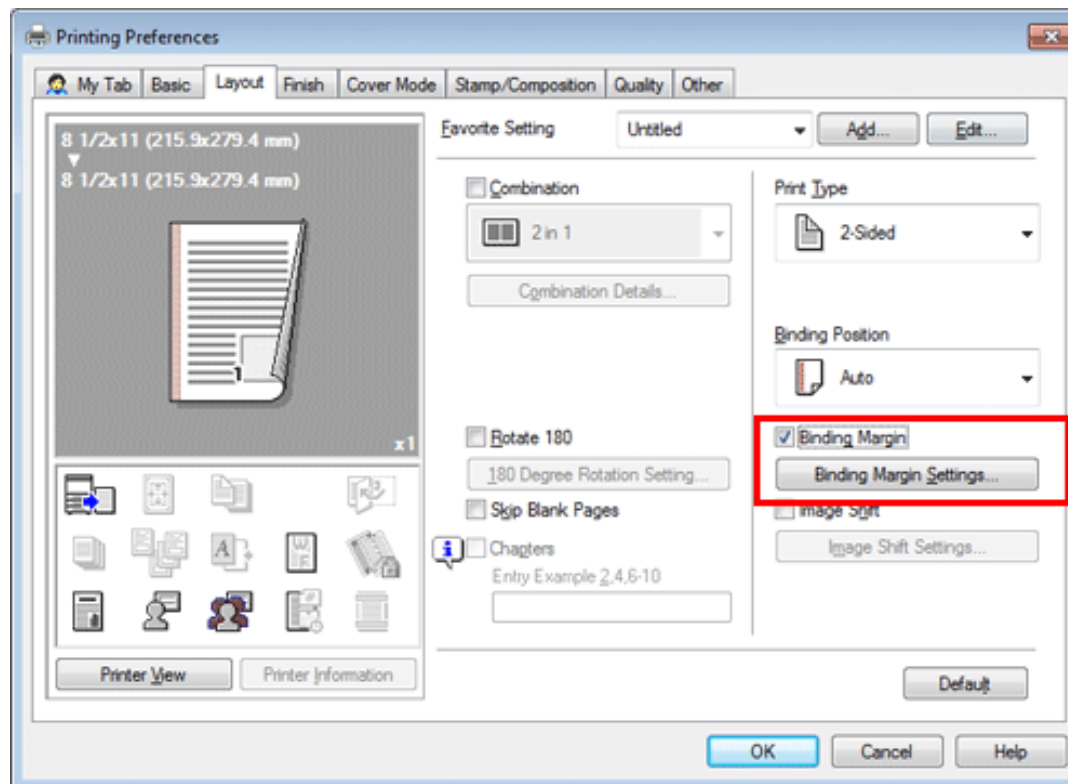 Printing Preferences
My Tab Basic Layout Finish Cover Mode Stamp/Composition Quality Other
8 1/2x11 (215.9x279.4 mm)
8 1/2x11 (215.9x279.4 mm)
1
x1
Printer View Printer Information
Favorite Setting Untitled Add... Edit...
Combination
2 in 1
Combination Details...
Rotate 180
180 Degree Rotation Setting...
Skip Blank Pages
Chapters
Entry Example 2,4,6-10
Print Type
2-Sided
Binding Position
Auto
Binding Margin
Binding Margin Settings...
Image Shift
Image Shift Settings...
Default
OK Cancel Help